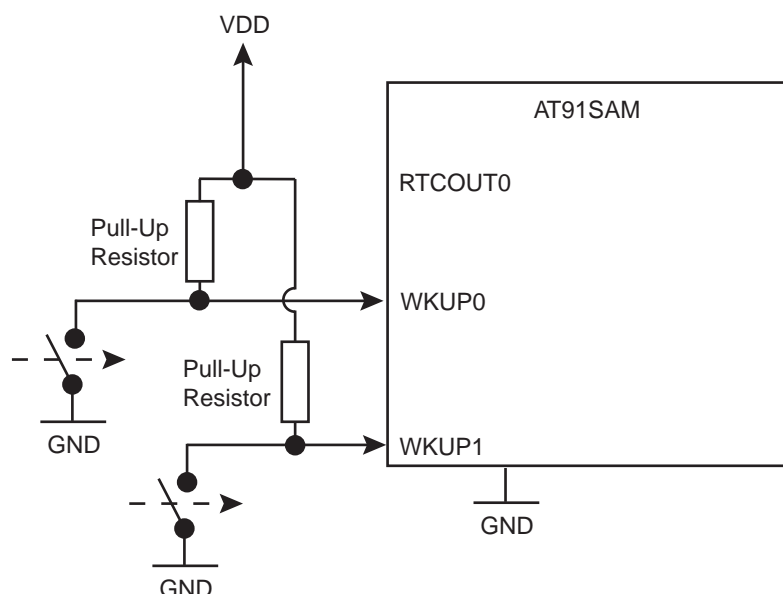 VDD
AT91SAM
RTCOUT0
Pull-Up
Resistor
WKUP0
Pull-Up
Resistor
GND
WKUP1
GND
GND